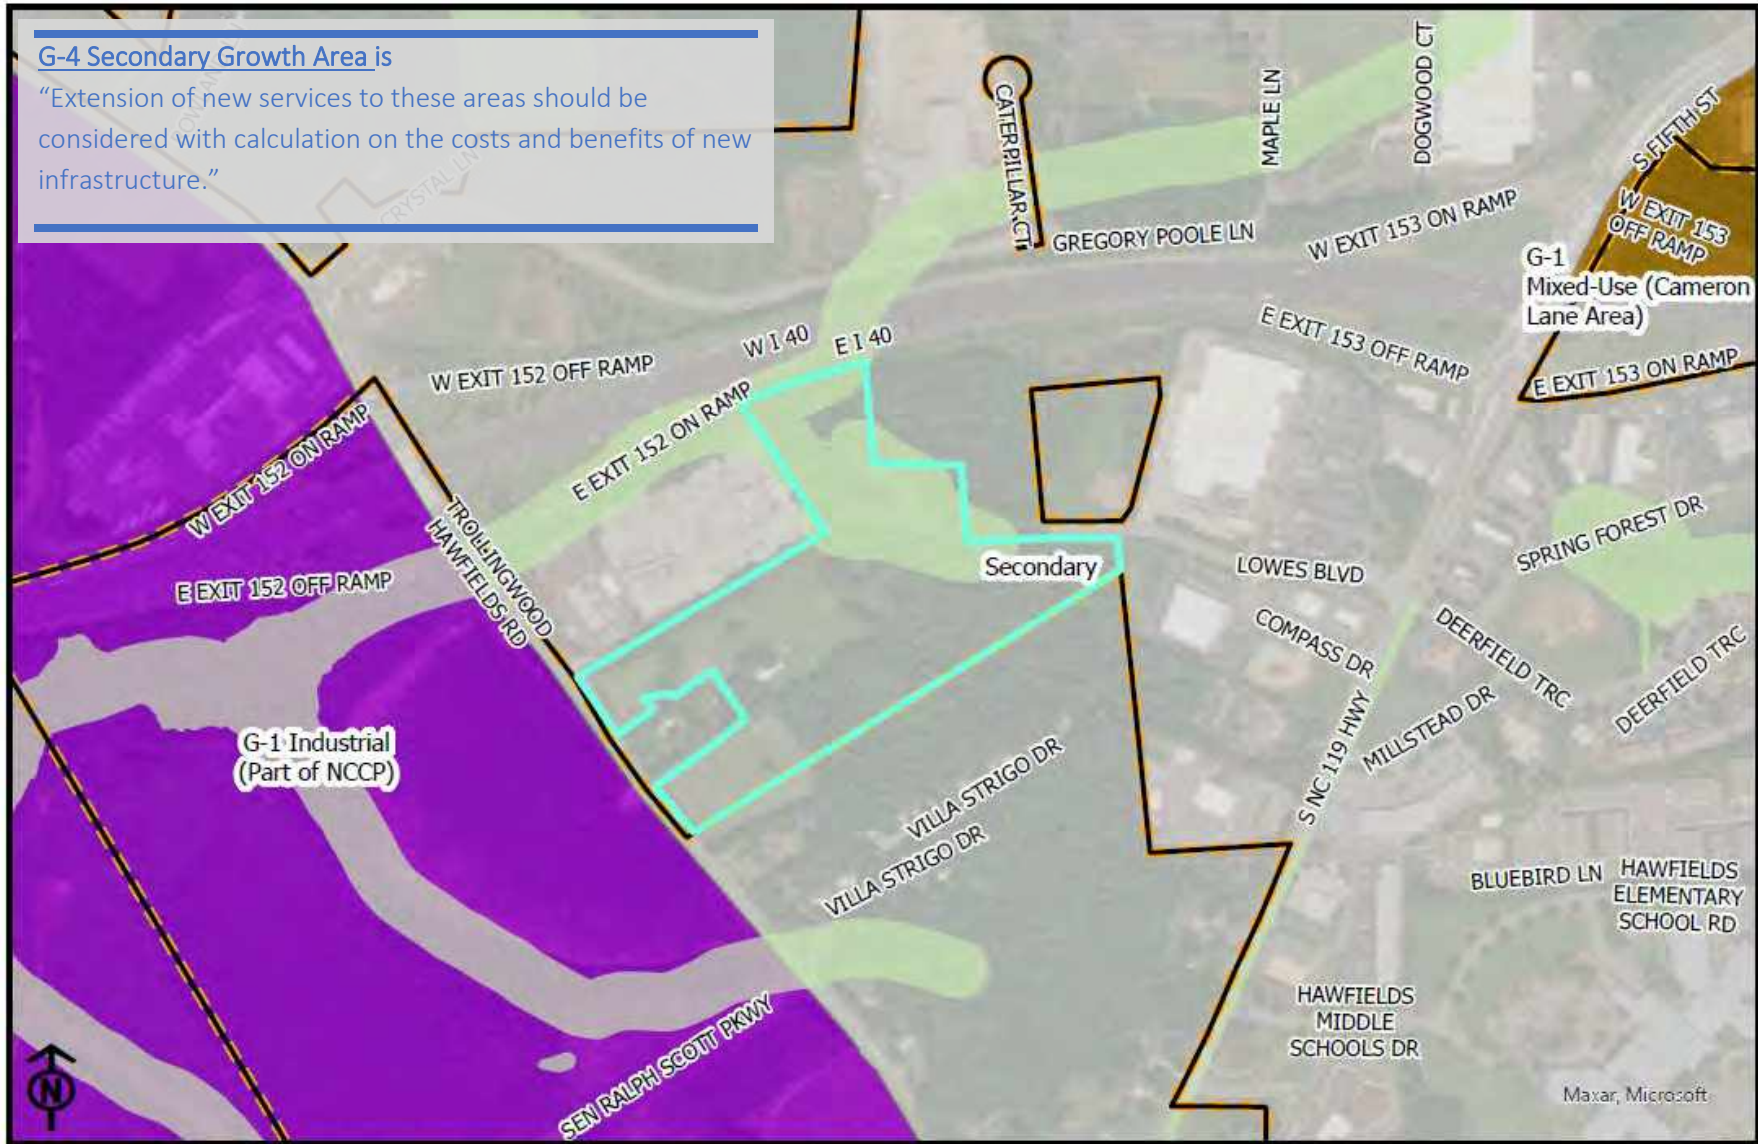 G-4 Secondary Growth Area is
“Extension of new services to these areas should be
considered with calculation on the costs and benefits of new
infrastructure.”
CRYSTAL LN
CATERPILLAR CT
MAPLE LN
DOGWOOD CT
S FIFTH ST
GREGORY POOLE LN
W EXIT 153 ON RAMP
W EXIT 153
OFF RAMP
G-1
Mixed-Use (Cameron
Lane Area)
W I 40
E I 40
E EXIT 153 OFF RAMP
E EXIT 153 ON RAMP
W EXIT 152 OFF RAMP
E EXIT 152 ON RAMP
W EXIT 152 ON RAMP
TROLLINGWOOD
HAWFIELDS RD
E EXIT 152 OFF RAMP
Secondary
LOWES BLVD
SPRING FOREST DR
COMPASS DR
DEERFIELD TRC
DEERFIELD TRC
MILLSTEAD DR
S NC 119 HWY
G-1 Industrial
(Part of NCCP)
VILLA STRIGO DR
VILLA STRIGO DR
BLUEBIRD LN
HAWFIELDS
ELEMENTARY
SCHOOL RD
HAWFIELDS
MIDDLE
SCHOOLS DR
SEN RALPH SCOTT PKWY
N
Maxar, Microsoft